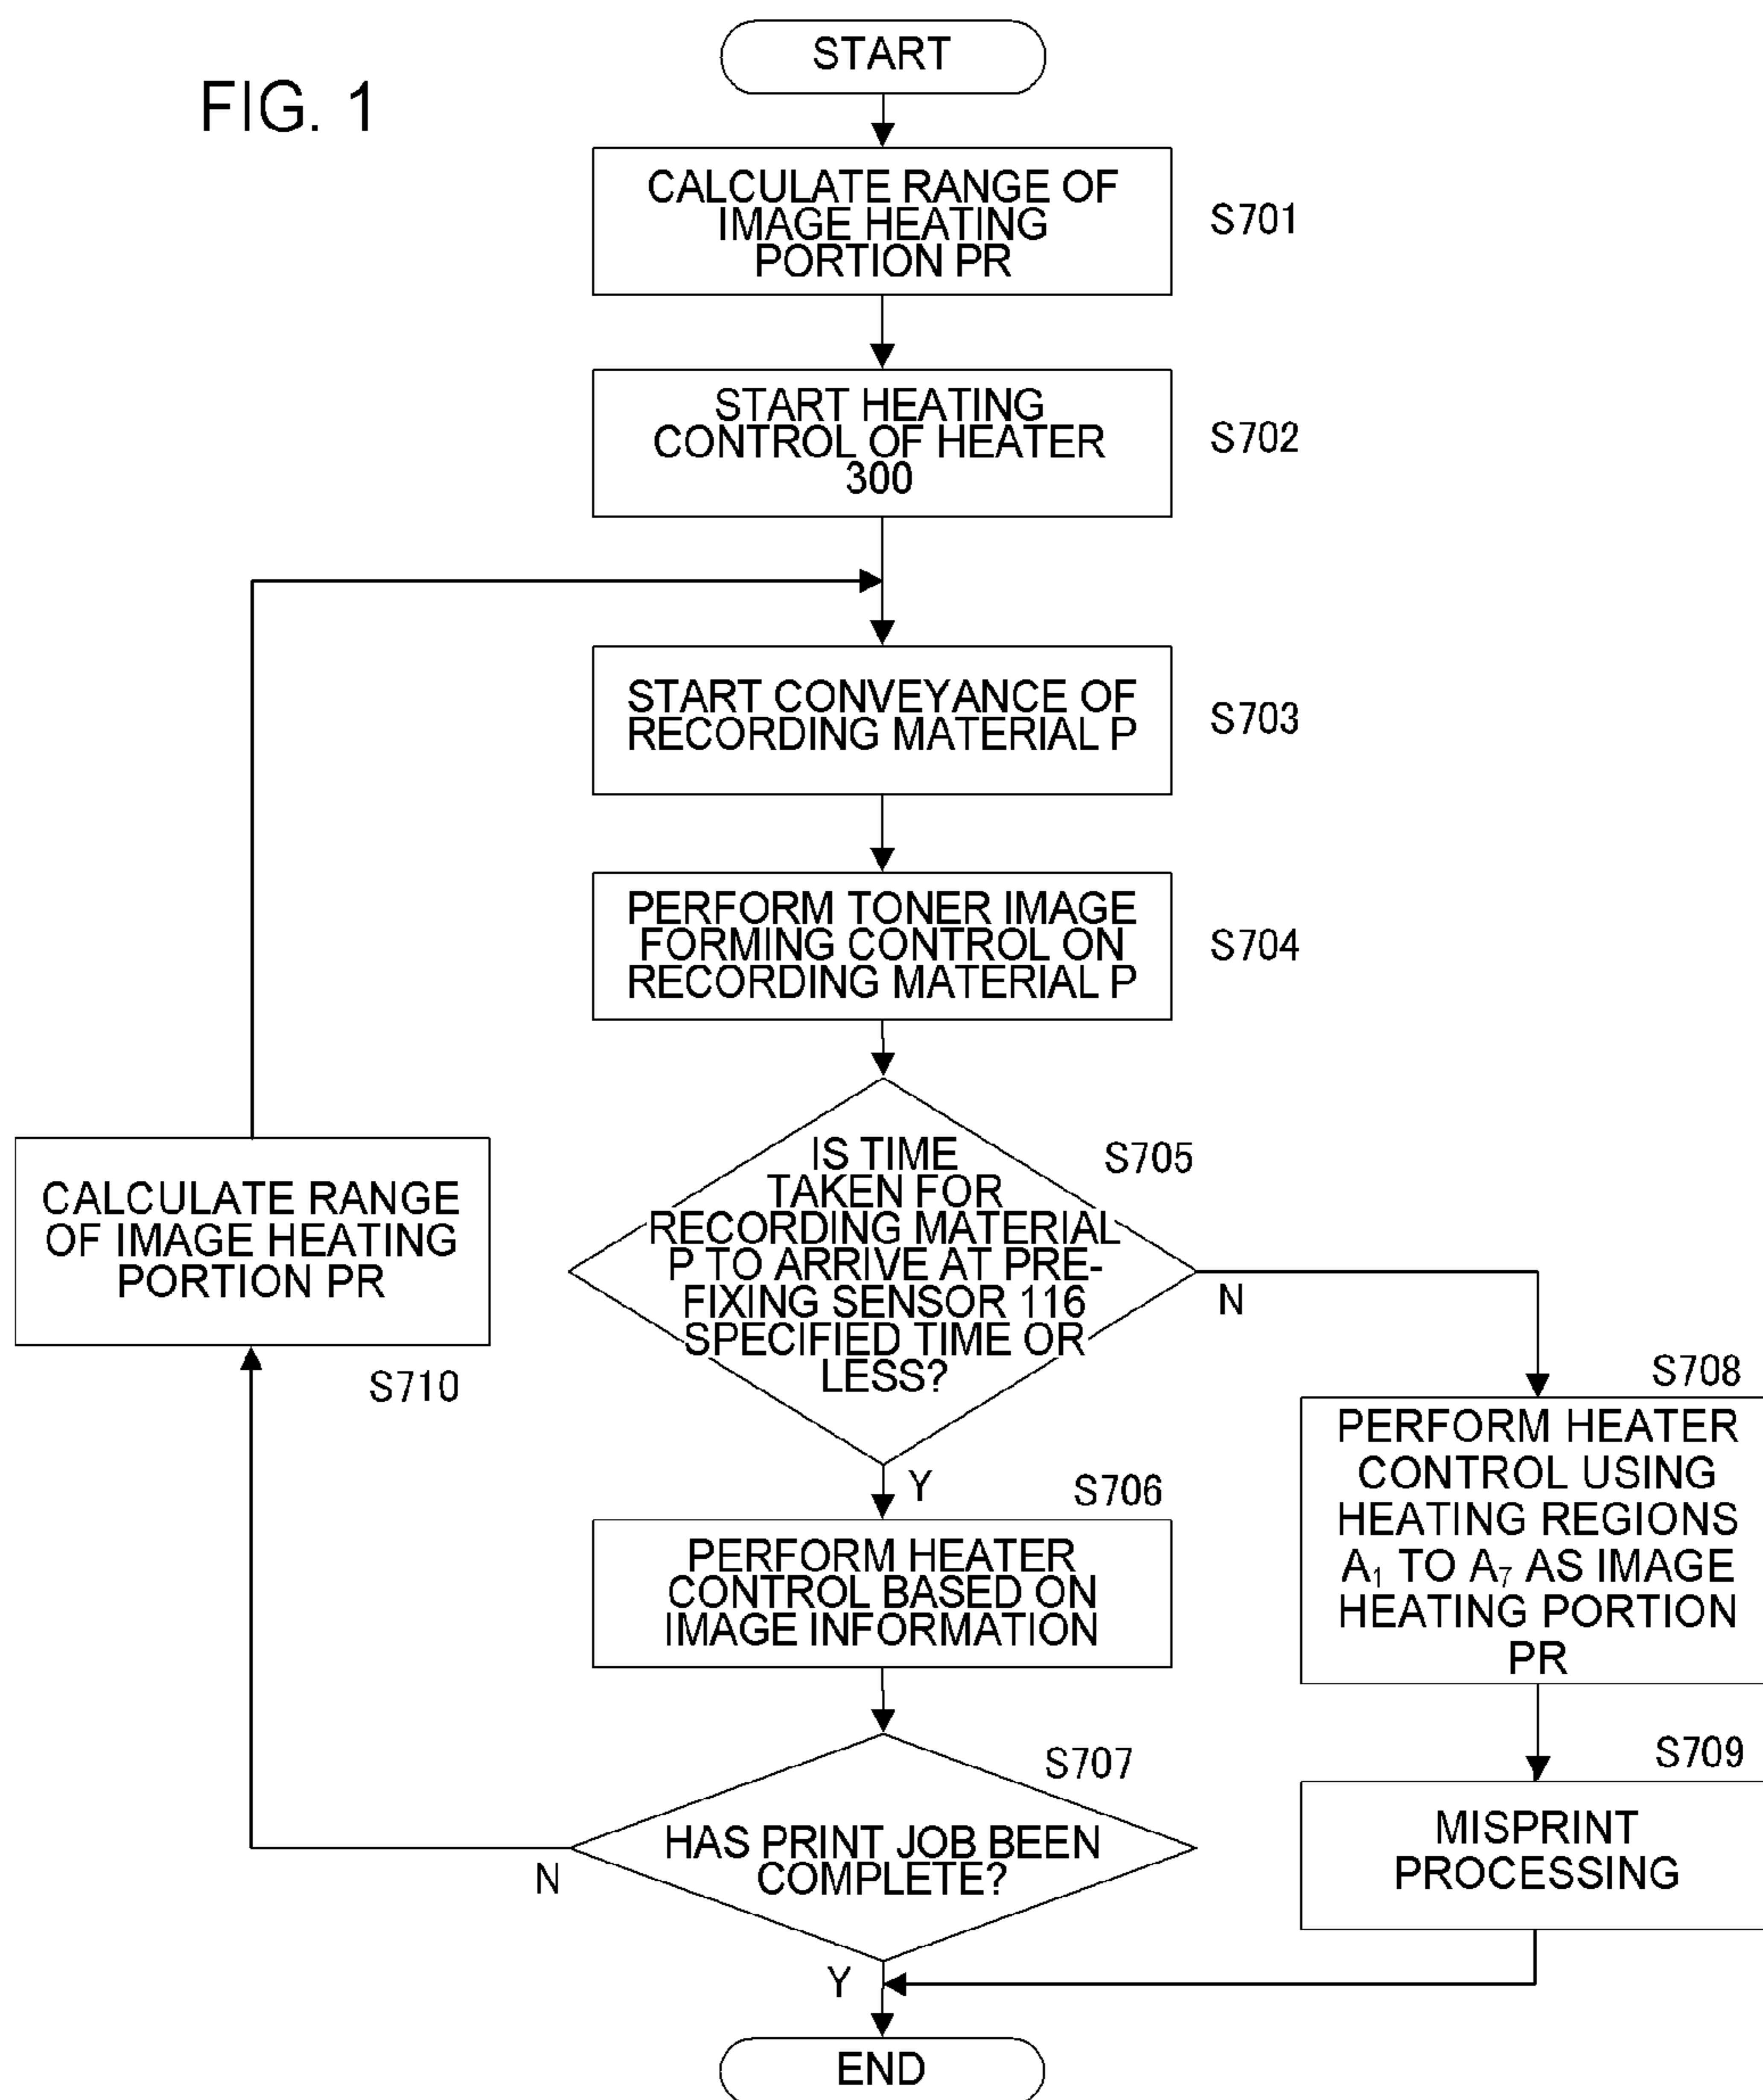 FIG. 1
START
CALCULATE RANGE OF
IMAGE HEATING
PORTION PR
S701
START HEATING
CONTROL OF HEATER
300
S702
START CONVEYANCE OF
RECORDING MATERIAL P
S703
PERFORM TONER IMAGE
FORMING CONTROL ON
RECORDING MATERIAL P
S704
IS TIME
TAKEN FOR
RECORDING MATERIAL
P TO ARRIVE AT PRE-
FIXING SENSOR 116
SPECIFIED TIME OR
LESS?
S705
N
Y
CALCULATE RANGE
OF IMAGE HEATING
PORTION PR
S710
S706
PERFORM HEATER
CONTROL BASED ON
IMAGE INFORMATION
S708
PERFORM HEATER
CONTROL USING
HEATING REGIONS
A₁ TO A₇ AS IMAGE
HEATING PORTION
PR
S707
HAS PRINT JOB BEEN
COMPLETE?
N
Y
S709
MISPRINT
PROCESSING
END